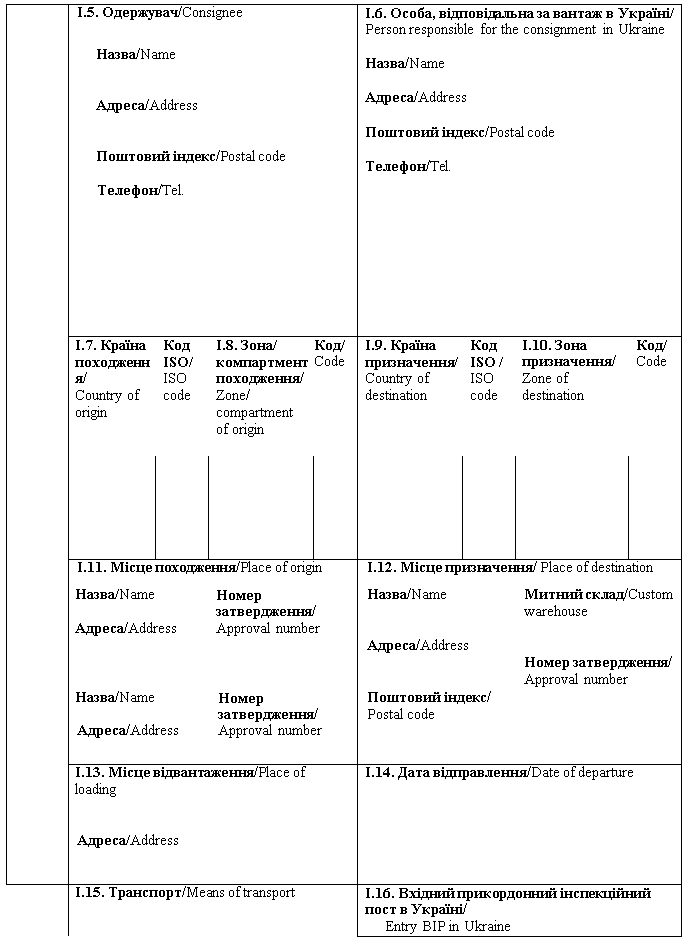 I.5. Одержувач/Consignee
Назва/Name
Адреса/Address
Поштовий індекс/Postal code
Телефон/Tel.
I.6. Особа, відповідальна за вантаж в Україні/
Person responsible for the consignment in Ukraine
Назва/Name
Адреса/Address
Поштовий індекс/Postal code
Телефон/Tel.
I.7. Країна
походженн
я/
Country of
origin
Код
ISO/
ISO
code
I.8. Зона/
компартмент
походження/
Zone/
compartment
of origin
Код/
Code
I.9. Країна
призначення/
Country of
destination
Код
ISO /
ISO
code
I.10. Зона
призначення/
Zone of
destination
Код/
Code
I.11. Місце походження/Place of origin
Назва/Name
Номер
затвердження/
Адреса/Address
Approval number
Назва/Name
Номер
затвердження/
Адреса/Address
Approval number
I.12. Місце призначення/ Place of destination
Назва/Name
Митний склад/Custom
warehouse
Адреса/Address
Номер затвердження/
Approval number
Поштовий індекс/
Postal code
I.13. Місце відвантаження/Place of
loading
Адреса/Address
I.14. Дата відправлення/Date of departure
I.15. Транспорт/Means of transport
I.16. Вхідний прикордонний інспекційний
пост в Україні/
Entry BIP in Ukraine